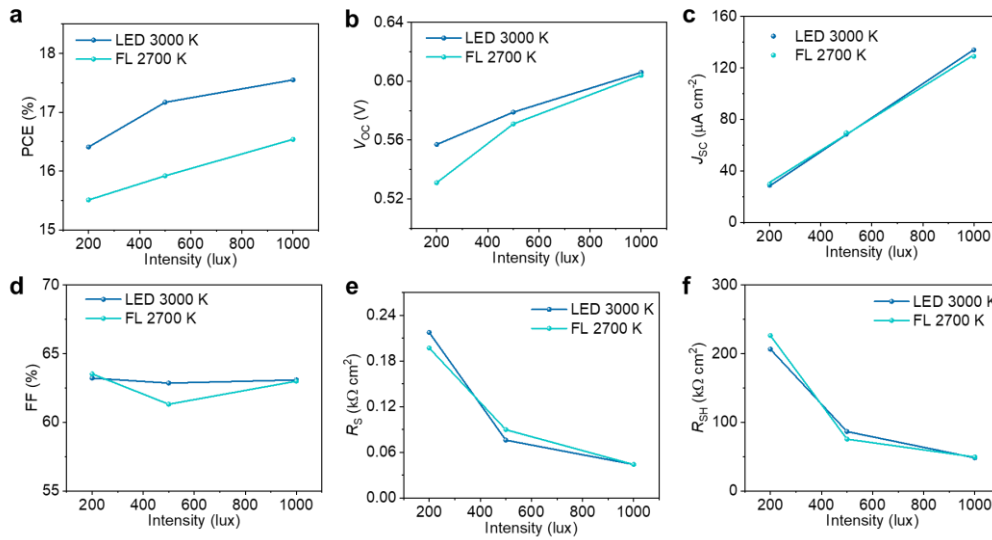 a
LED 3000 K
FL 2700 K
18
17
16
15
PCE (%)
200 400 600 800 1000
Intensity (lux)
b
LED 3000 K
FL 2700 K
0.64
0.60
0.56
0.52
VOC (V)
200 400 600 800 1000
Intensity (lux)
c
LED 3000 K
FL 2700 K
160
120
80
40
0
JSC (µA cm-2)
200 400 600 800 1000
Intensity (lux)
d
LED 3000 K
FL 2700 K
70
65
60
55
FF (%)
200 400 600 800 1000
Intensity (lux)
e
LED 3000 K
FL 2700 K
0.24
0.18
0.12
0.06
0.00
RS (kΩ cm2)
200 400 600 800 1000
Intensity (lux)
f
LED 3000 K
FL 2700 K
300
200
100
0
RSH (kΩ cm2)
200 400 600 800 1000
Intensity (lux)